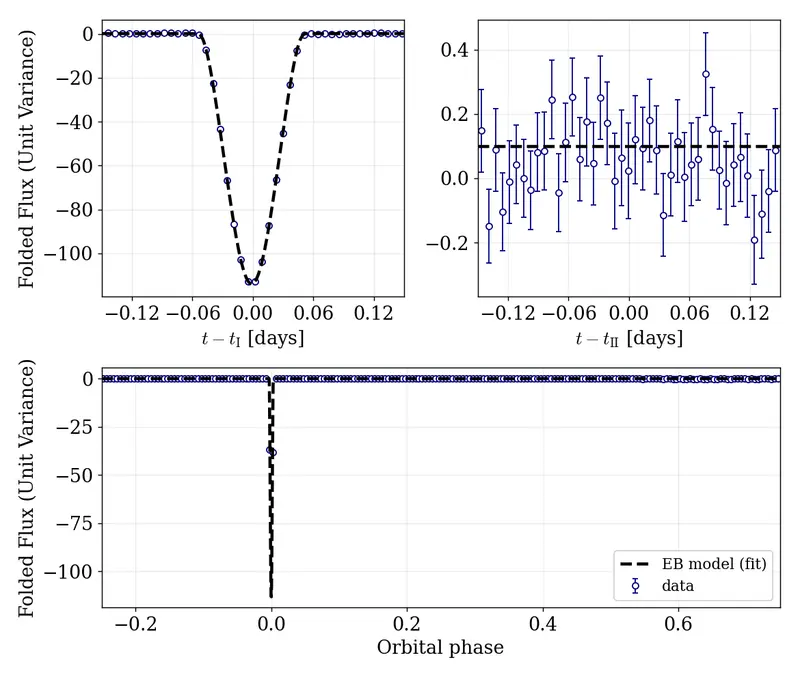 Folded Flux (Unit Variance)
0
−20
−40
−60
−80
−100
−0.12 −0.06 0.00 0.06 0.12
t − tI [days]
0.4
0.2
0.0
−0.2
−0.12 −0.06 0.00 0.06 0.12
t − tII [days]
Folded Flux (Unit Variance)
0
−25
−50
−75
−100
EB model (fit)
data
−0.2 0.0 0.2 0.4 0.6
Orbital phase